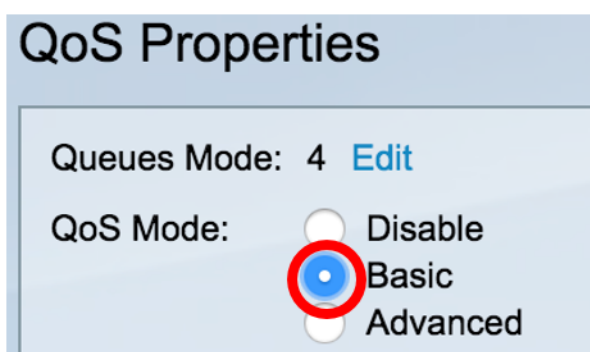 QoS Properties
Queues Mode: 4 Edit
QoS Mode: Disable
Basic
Advanced